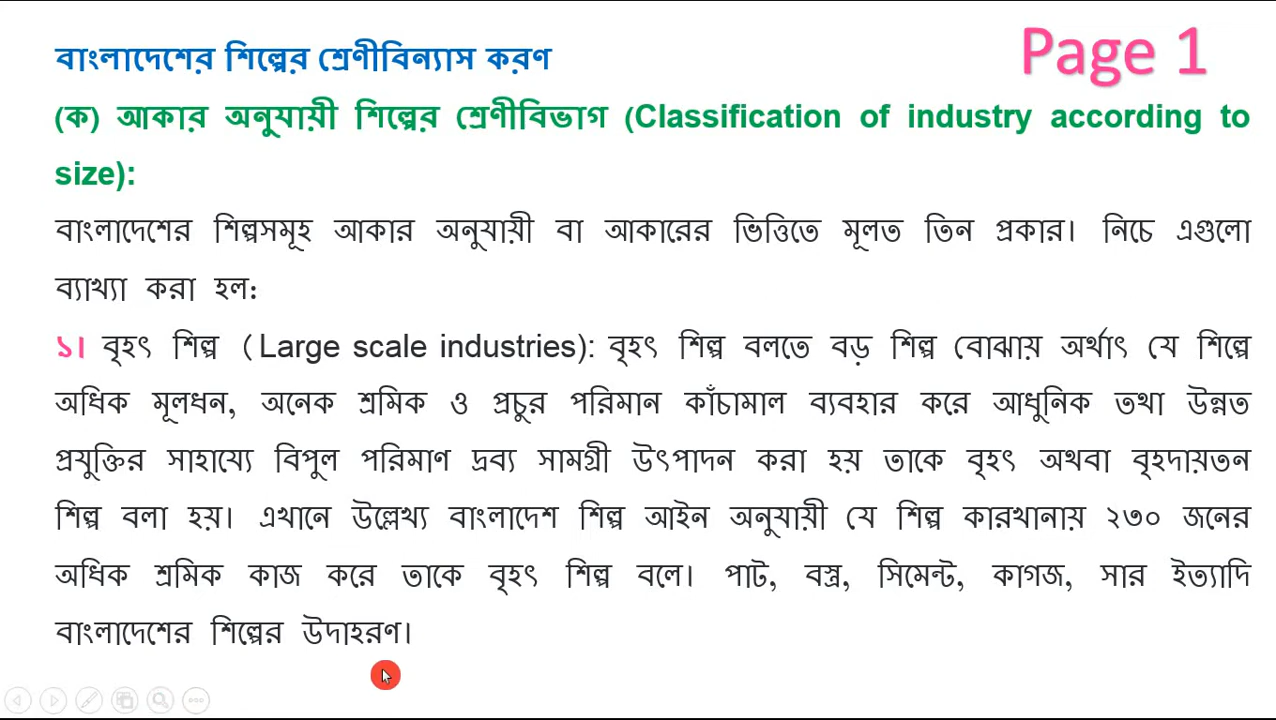 বাংলাদেশের শিল্পের শ্রেণীবিন্যাস করণ
Page 1
(ক) আকার অনুযায়ী শিল্পের শ্রেণীবিভাগ (Classification of industry according to
size):
বাংলাদেশের শিল্পসমূহ আকার অনুযায়ী বা আকারের ভিত্তিতে মূলত তিন প্রকার। নিচে এগুলো
ব্যাখ্যা করা হল:
১। বৃহৎ শিল্প (Large scale industries): বৃহৎ শিল্প বলতে বড় শিল্প বোঝায় অর্থাৎ যে শিল্পে
অধিক মূলধন, অনেক শ্রমিক ও প্রচুর পরিমান কাঁচামাল ব্যবহার করে আধুনিক তথা উন্নত
প্রযুক্তির সাহায্যে বিপুল পরিমাণ দ্রব্য সামগ্রী উৎপাদন করা হয় তাকে বৃহৎ অথবা বৃহদায়তন
শিল্প বলা হয়। এখানে উল্লেখ্য বাংলাদেশ শিল্প আইন অনুযায়ী যে শিল্প কারখানায় ২৩০ জনের
অধিক শ্রমিক কাজ করে তাকে বৃহৎ শিল্প বলে। পাট, বস্ত্র, সিমেন্ট, কাগজ, সার ইত্যাদি
বাংলাদেশের শিল্পের উদাহরণ।